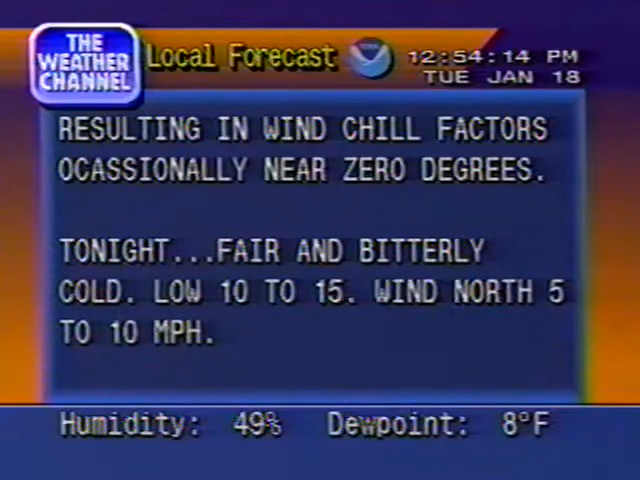 THE
WEATHER
CHANNEL
Local Forecast
12:54:14 PM
TUE JAN 18
RESULTING IN WIND CHILL FACTORS
OCASSIONALLY NEAR ZERO DEGREES.
TONIGHT...FAIR AND BITTERLY
COLD. LOW 10 TO 15. WIND NORTH 5
TO 10 MPH.
Humidity: 49% Dewpoint: 8°F